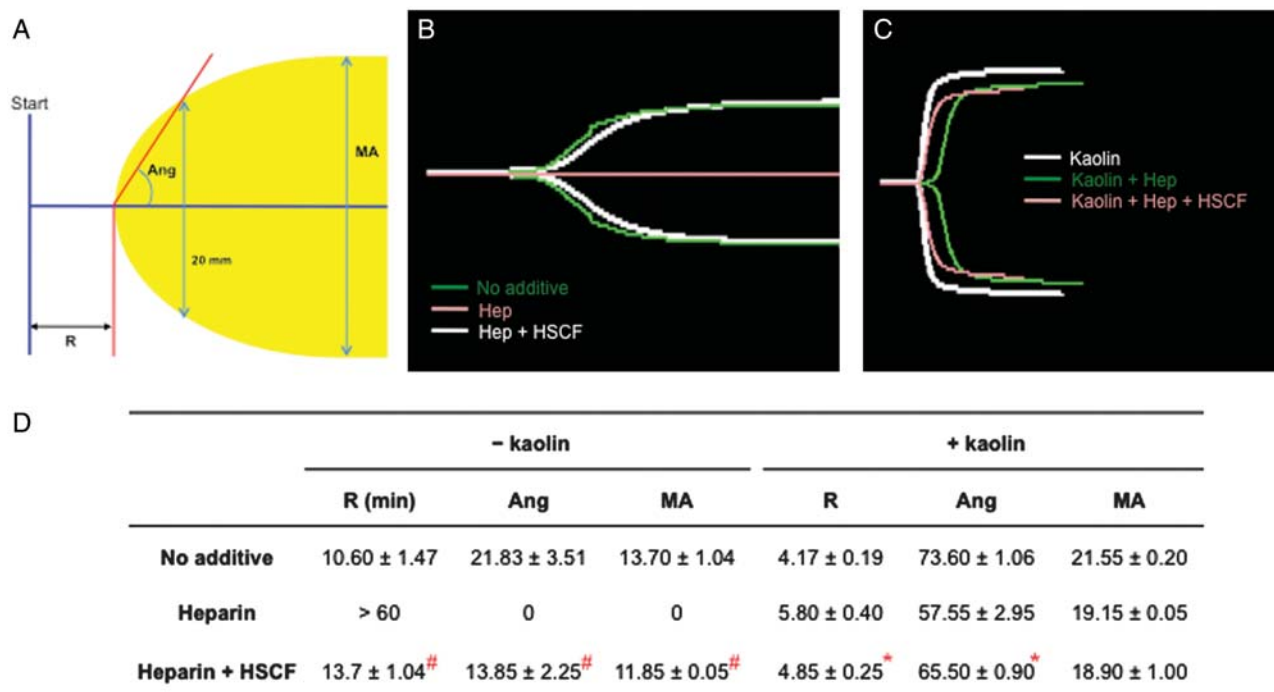 A
Start
Ang
MA
20 mm
R
B
No additive
Hep
Hep + HSCF
C
Kaolin
Kaolin + Hep
Kaolin + Hep + HSCF
D
− kaolin + kaolin
R (min) Ang MA R Ang MA
No additive 10.60 ± 1.47 21.83 ± 3.51 13.70 ± 1.04 4.17 ± 0.19 73.60 ± 1.06 21.55 ± 0.20
Heparin > 60 0 0 5.80 ± 0.40 57.55 ± 2.95 19.15 ± 0.05
Heparin + HSCF 13.7 ± 1.04# 13.85 ± 2.25# 11.85 ± 0.05# 4.85 ± 0.25* 65.50 ± 0.90* 18.90 ± 1.00